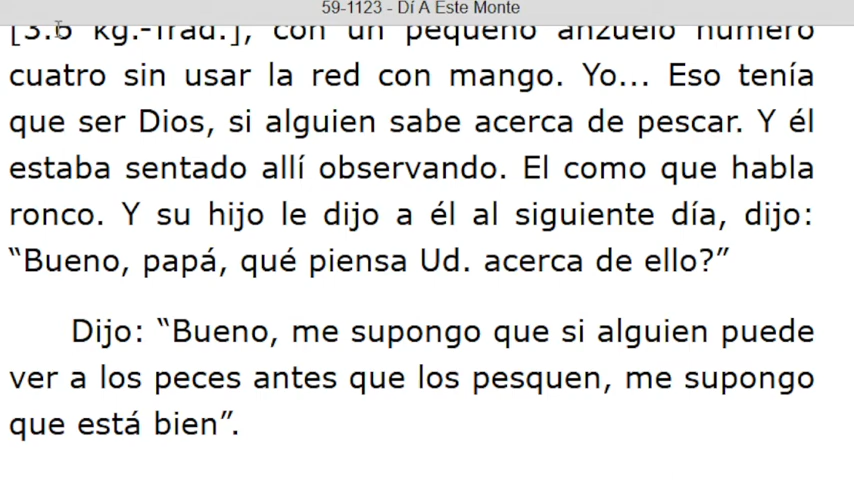 59-1123 - Dí A Este Monte
[3.6 kg.-Trad.], con un pequeño anzuelo número
cuatro sin usar la red con mango. Yo... Eso tenía
que ser Dios, si alguien sabe acerca de pescar. Y él
estaba sentado allí observando. El como que habla
ronco. Y su hijo le dijo a él al siguiente día, dijo:
“Bueno, papá, qué piensa Ud. acerca de ello?”
Dijo: “Bueno, me supongo que si alguien puede
ver a los peces antes que los pesquen, me supongo
que está bien”.